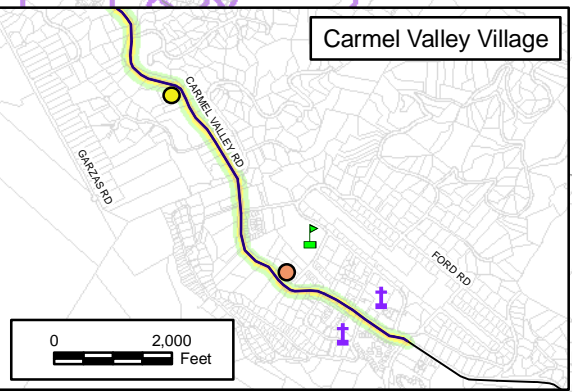 Carmel Valley Village
CARMEL VALLEY RD
GARZAS RD
FORD RD
0 2,000
Feet